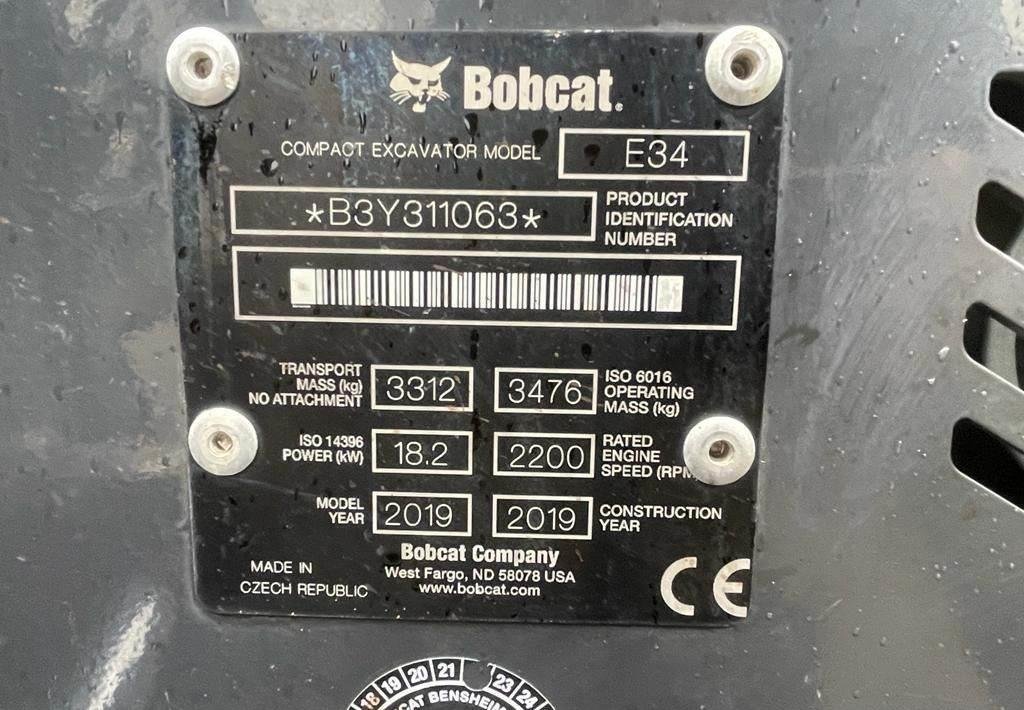 Bobcat.
COMPACT EXCAVATOR MODEL E34
*B3Y311063*
PRODUCT
IDENTIFICATION
NUMBER
TRANSPORT
MASS (kg)
NO ATTACHMENT
3312
3476
ISO 6016
OPERATING
MASS (kg)
ISO 14396
POWER (kW)
18.2
2200
RATED
ENGINE
SPEED (RPM
MODEL
YEAR
2019
2019
CONSTRUCTION
YEAR
Bobcat Company
West Fargo, ND 58078 USA
www.bobcat.com
MADE IN
CZECH REPUBLIC
CE
18 19 20 21 23 24
CAT BENSHEIM